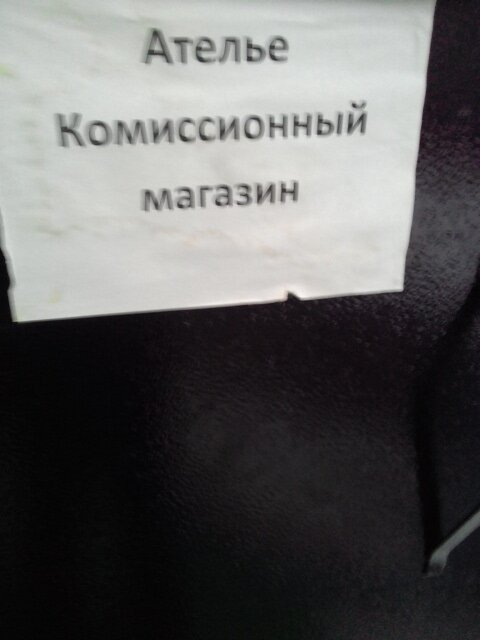 Ателье
Комиссионный
магазин